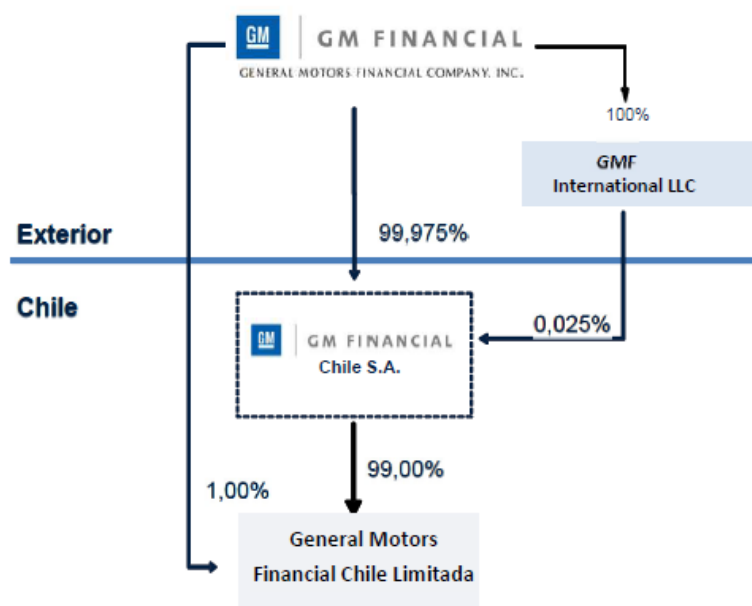 GM GM FINANCIAL
GENERAL MOTORS FINANCIAL COMPANY, INC.
100%
GMF
International LLC
Exterior
99,975%
Chile
GM GM FINANCIAL
Chile S.A.
0,025%
99,00%
1,00%
General Motors
Financial Chile Limitada